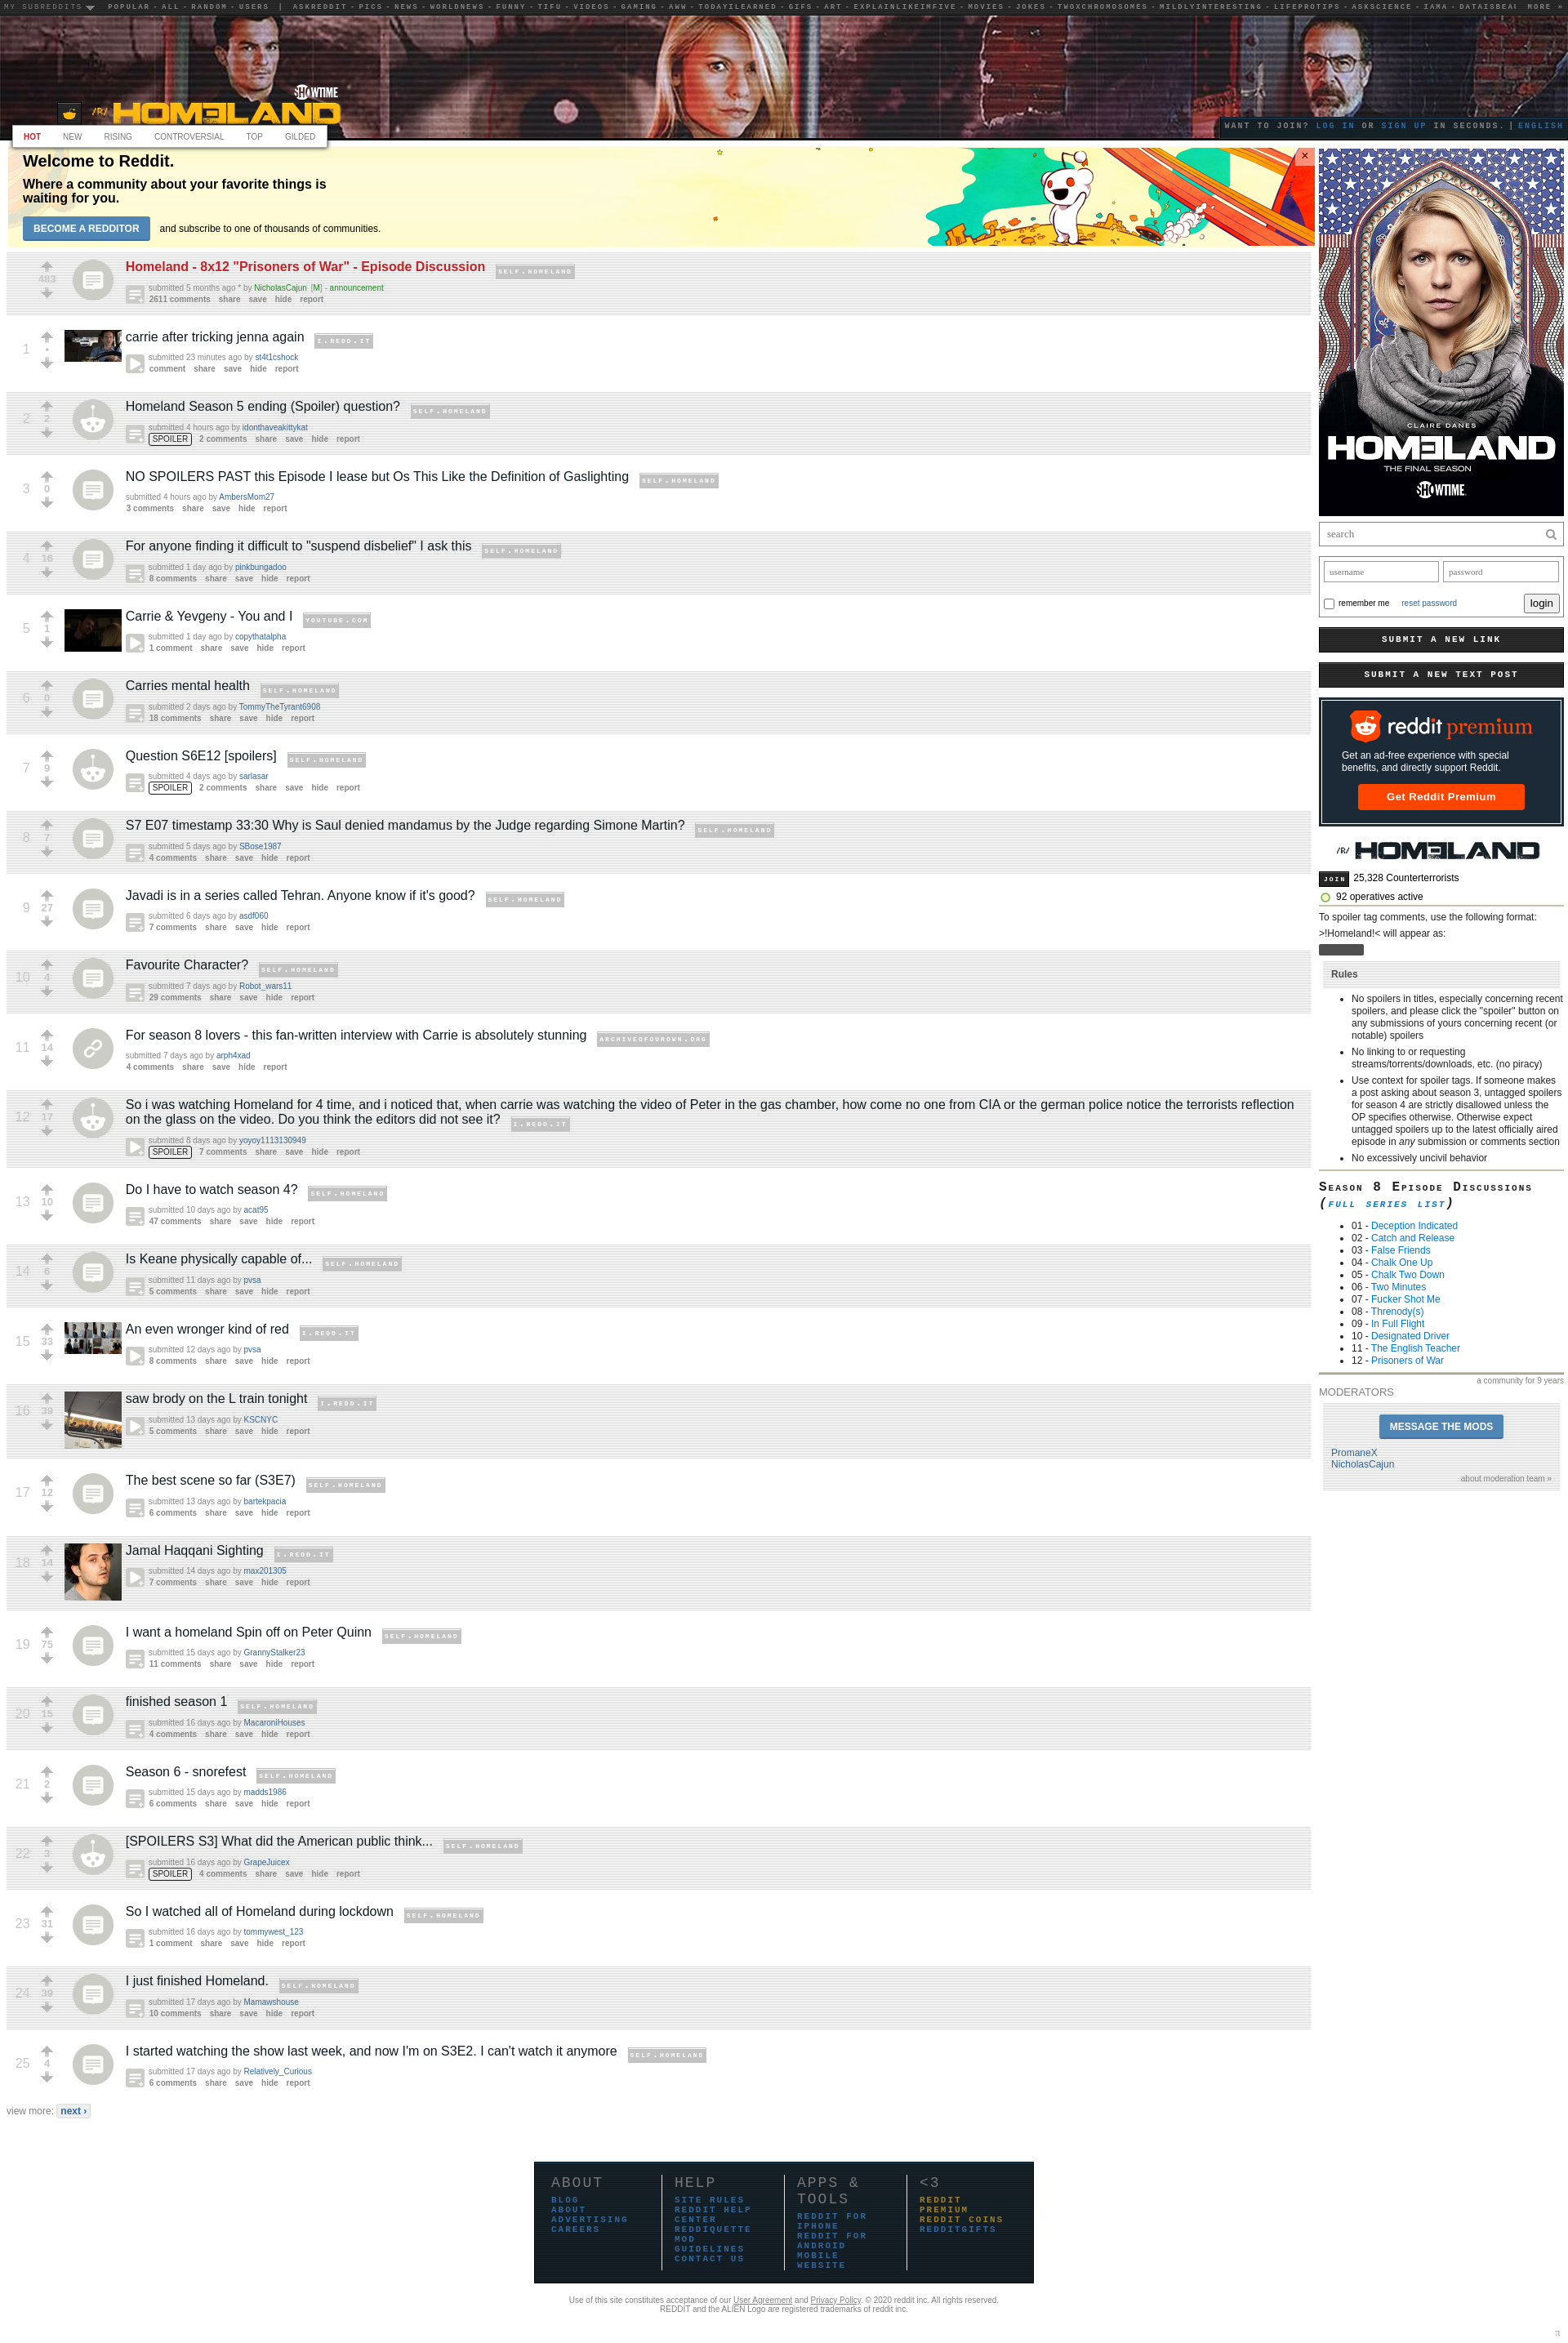 MY SUBREDDITS POPULAR - ALL - RANDOM - USERS | ASKREDDIT - PICS - NEWS - WORLDNEWS - FUNNY - TIFU - VIDEOS - GAMING - AWW - TODAYILEARNED - GIFS - ART - EXPLAINLIKEIMFIVE - MOVIES - JOKES - TWOXCHROMOSOMES - MILDLYINTERESTING - LIFEPROTIPS - ASKSCIENCE - IAMA - DATAISBEAU MORE »
SHOWTIME
/R/ HOMELAND
HOT NEW RISING CONTROVERSIAL TOP GILDED
WANT TO JOIN? LOG IN OR SIGN UP IN SECONDS. | ENGLISH
Welcome to Reddit.
Where a community about your favorite things is
waiting for you.
BECOME A REDDITOR and subscribe to one of thousands of communities.
×
483
Homeland - 8x12 "Prisoners of War" - Episode Discussion SELF.HOMELAND
submitted 5 months ago * by NicholasCajun [M] - announcement
2611 comments share save hide report
1 •
carrie after tricking jenna again I.REDD.IT
submitted 23 minutes ago by st4t1cshock
comment share save hide report
2 2
Homeland Season 5 ending (Spoiler) question? SELF.HOMELAND
submitted 4 hours ago by idonthaveakittykat
SPOILER 2 comments share save hide report
3 0
NO SPOILERS PAST this Episode I lease but Os This Like the Definition of Gaslighting SELF.HOMELAND
submitted 4 hours ago by AmbersMom27
3 comments share save hide report
4 16
For anyone finding it difficult to "suspend disbelief" I ask this SELF.HOMELAND
submitted 1 day ago by pinkbungadoo
8 comments share save hide report
5 1
Carrie & Yevgeny - You and I YOUTUBE.COM
submitted 1 day ago by copythatalpha
1 comment share save hide report
6 0
Carries mental health SELF.HOMELAND
submitted 2 days ago by TommyTheTyrant6908
18 comments share save hide report
7 9
Question S6E12 [spoilers] SELF.HOMELAND
submitted 4 days ago by sarlasar
SPOILER 2 comments share save hide report
8 7
S7 E07 timestamp 33:30 Why is Saul denied mandamus by the Judge regarding Simone Martin? SELF.HOMELAND
submitted 5 days ago by SBose1987
4 comments share save hide report
9 27
Javadi is in a series called Tehran. Anyone know if it's good? SELF.HOMELAND
submitted 6 days ago by asdf060
7 comments share save hide report
10 4
Favourite Character? SELF.HOMELAND
submitted 7 days ago by Robot_wars11
29 comments share save hide report
11 14
For season 8 lovers - this fan-written interview with Carrie is absolutely stunning ARCHIVEOFOUROWN.ORG
submitted 7 days ago by arph4xad
4 comments share save hide report
12 17
So i was watching Homeland for 4 time, and i noticed that, when carrie was watching the video of Peter in the gas chamber, how come no one from CIA or the german police notice the terrorists reflection
on the glass on the video. Do you think the editors did not see it? I.REDD.IT
submitted 8 days ago by yoyoy1113130949
SPOILER 7 comments share save hide report
13 10
Do I have to watch season 4? SELF.HOMELAND
submitted 10 days ago by acat95
47 comments share save hide report
14 6
Is Keane physically capable of... SELF.HOMELAND
submitted 11 days ago by pvsa
5 comments share save hide report
15 33
An even wronger kind of red I.REDD.IT
submitted 12 days ago by pvsa
8 comments share save hide report
16 39
saw brody on the L train tonight I.REDD.IT
submitted 13 days ago by KSCNYC
5 comments share save hide report
17 12
The best scene so far (S3E7) SELF.HOMELAND
submitted 13 days ago by bartekpacia
6 comments share save hide report
18 14
Jamal Haqqani Sighting I.REDD.IT
submitted 14 days ago by max201305
7 comments share save hide report
19 75
I want a homeland Spin off on Peter Quinn SELF.HOMELAND
submitted 15 days ago by GrannyStalker23
11 comments share save hide report
20 15
finished season 1 SELF.HOMELAND
submitted 16 days ago by MacaroniHouses
4 comments share save hide report
21 2
Season 6 - snorefest SELF.HOMELAND
submitted 15 days ago by madds1986
6 comments share save hide report
22 3
[SPOILERS S3] What did the American public think... SELF.HOMELAND
submitted 16 days ago by GrapeJuicex
SPOILER 4 comments share save hide report
23 31
So I watched all of Homeland during lockdown SELF.HOMELAND
submitted 16 days ago by tommywest_123
1 comment share save hide report
24 39
I just finished Homeland. SELF.HOMELAND
submitted 17 days ago by Mamawshouse
10 comments share save hide report
25 4
I started watching the show last week, and now I'm on S3E2. I can't watch it anymore SELF.HOMELAND
submitted 17 days ago by Relatively_Curious
6 comments share save hide report
view more: next ›
CLAIRE DANES
HOMELAND
THE FINAL SEASON
SHOWTIME
search
username password
remember me reset password login
SUBMIT A NEW LINK
SUBMIT A NEW TEXT POST
reddit premium
Get an ad-free experience with special
benefits, and directly support Reddit.
Get Reddit Premium
/R/ HOMELAND
JOIN 25,328 Counterterrorists
92 operatives active
To spoiler tag comments, use the following format:
>!Homeland!< will appear as:
Rules
No spoilers in titles, especially concerning recent
spoilers, and please click the "spoiler" button on
any submissions of yours concerning recent (or
notable) spoilers
No linking to or requesting
streams/torrents/downloads, etc. (no piracy)
Use context for spoiler tags. If someone makes
a post asking about season 3, untagged spoilers
for season 4 are strictly disallowed unless the
OP specifies otherwise. Otherwise expect
untagged spoilers up to the latest officially aired
episode in any submission or comments section
No excessively uncivil behavior
Season 8 Episode Discussions
(full series list)
01 - Deception Indicated
02 - Catch and Release
03 - False Friends
04 - Chalk One Up
05 - Chalk Two Down
06 - Two Minutes
07 - Fucker Shot Me
08 - Threnody(s)
09 - In Full Flight
10 - Designated Driver
11 - The English Teacher
12 - Prisoners of War
a community for 9 years
MODERATORS
MESSAGE THE MODS
PromaneX
NicholasCajun
about moderation team »
ABOUT
BLOG
ABOUT
ADVERTISING
CAREERS
HELP
SITE RULES
REDDIT HELP
CENTER
REDDIQUETTE
MOD
GUIDELINES
CONTACT US
APPS &
TOOLS
REDDIT FOR
IPHONE
REDDIT FOR
ANDROID
MOBILE
WEBSITE
<3
REDDIT
PREMIUM
REDDIT COINS
REDDITGIFTS
Use of this site constitutes acceptance of our User Agreement and Privacy Policy. © 2020 reddit inc. All rights reserved.
REDDIT and the ALIEN Logo are registered trademarks of reddit inc.
π